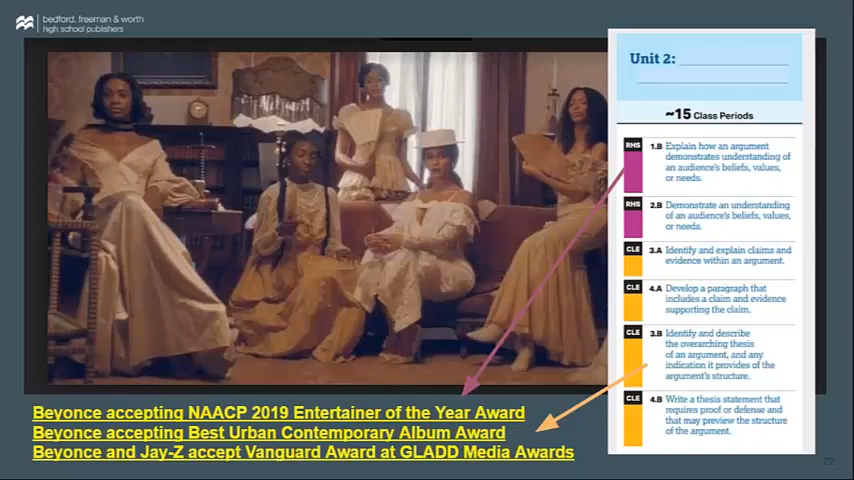 bedford, freeman & worth
high school publishers
Unit 2:
~15 Class Periods
RHS 1.B Explain how an argument
demonstrates understanding of
an audience's beliefs, values,
or needs.
RHS 2.B Demonstrate an understanding
of an audience's beliefs, values,
or needs.
CLE 3.A Identify and explain claims and
evidence within an argument.
CLE 4.A Develop a paragraph that
includes a claim and evidence
supporting the claim.
CLE 3.B Identify and describe
the overarching thesis
of an argument, and any
indication it provides of the
argument's structure.
CLE 4.B Write a thesis statement that
requires proof or defense and
that may preview the structure
of the argument.
Beyonce accepting NAACP 2019 Entertainer of the Year Award
Beyonce accepting Best Urban Contemporary Album Award
Beyonce and Jay-Z accept Vanguard Award at GLADD Media Awards
22